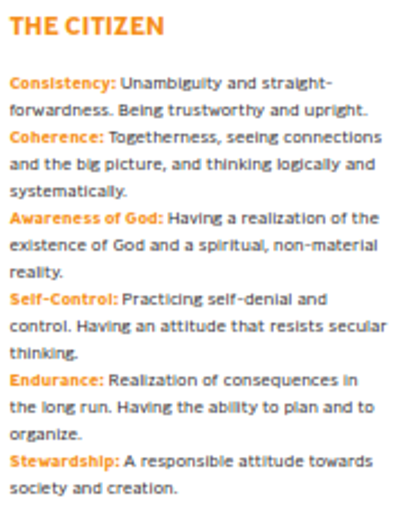 THE CITIZEN
Consistency: Unambiguity and straight-
forwardness. Being trustworthy and upright.
Coherence: Togetherness, seeing connections
and the big picture, and thinking logically and
systematically.
Awareness of God: Having a realization of the
existence of God and a spiritual, non-material
reality.
Self-Control: Practicing self-denial and
control. Having an attitude that resists secular
thinking.
Endurance: Realization of consequences in
the long run. Having the ability to plan and to
organize.
Stewardship: A responsible attitude towards
society and creation.